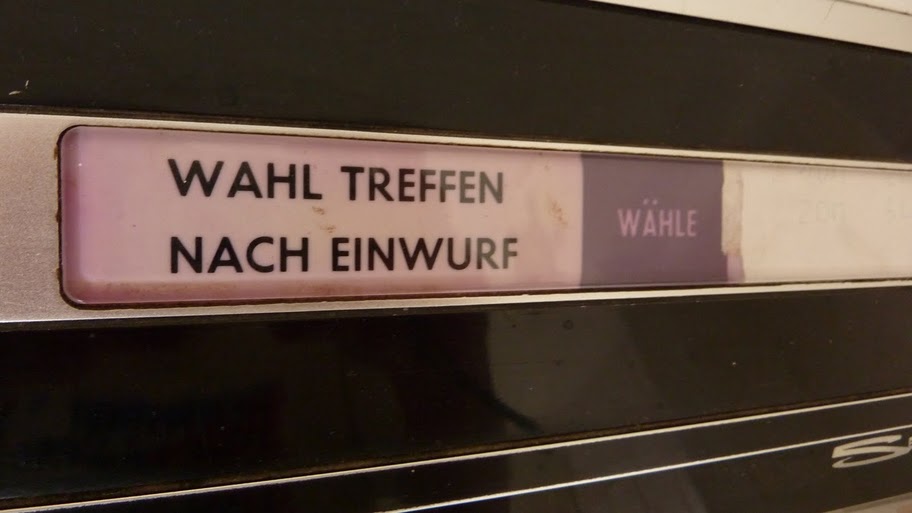 WAHL TREFFEN
NACH EINWURF
WÄHLE